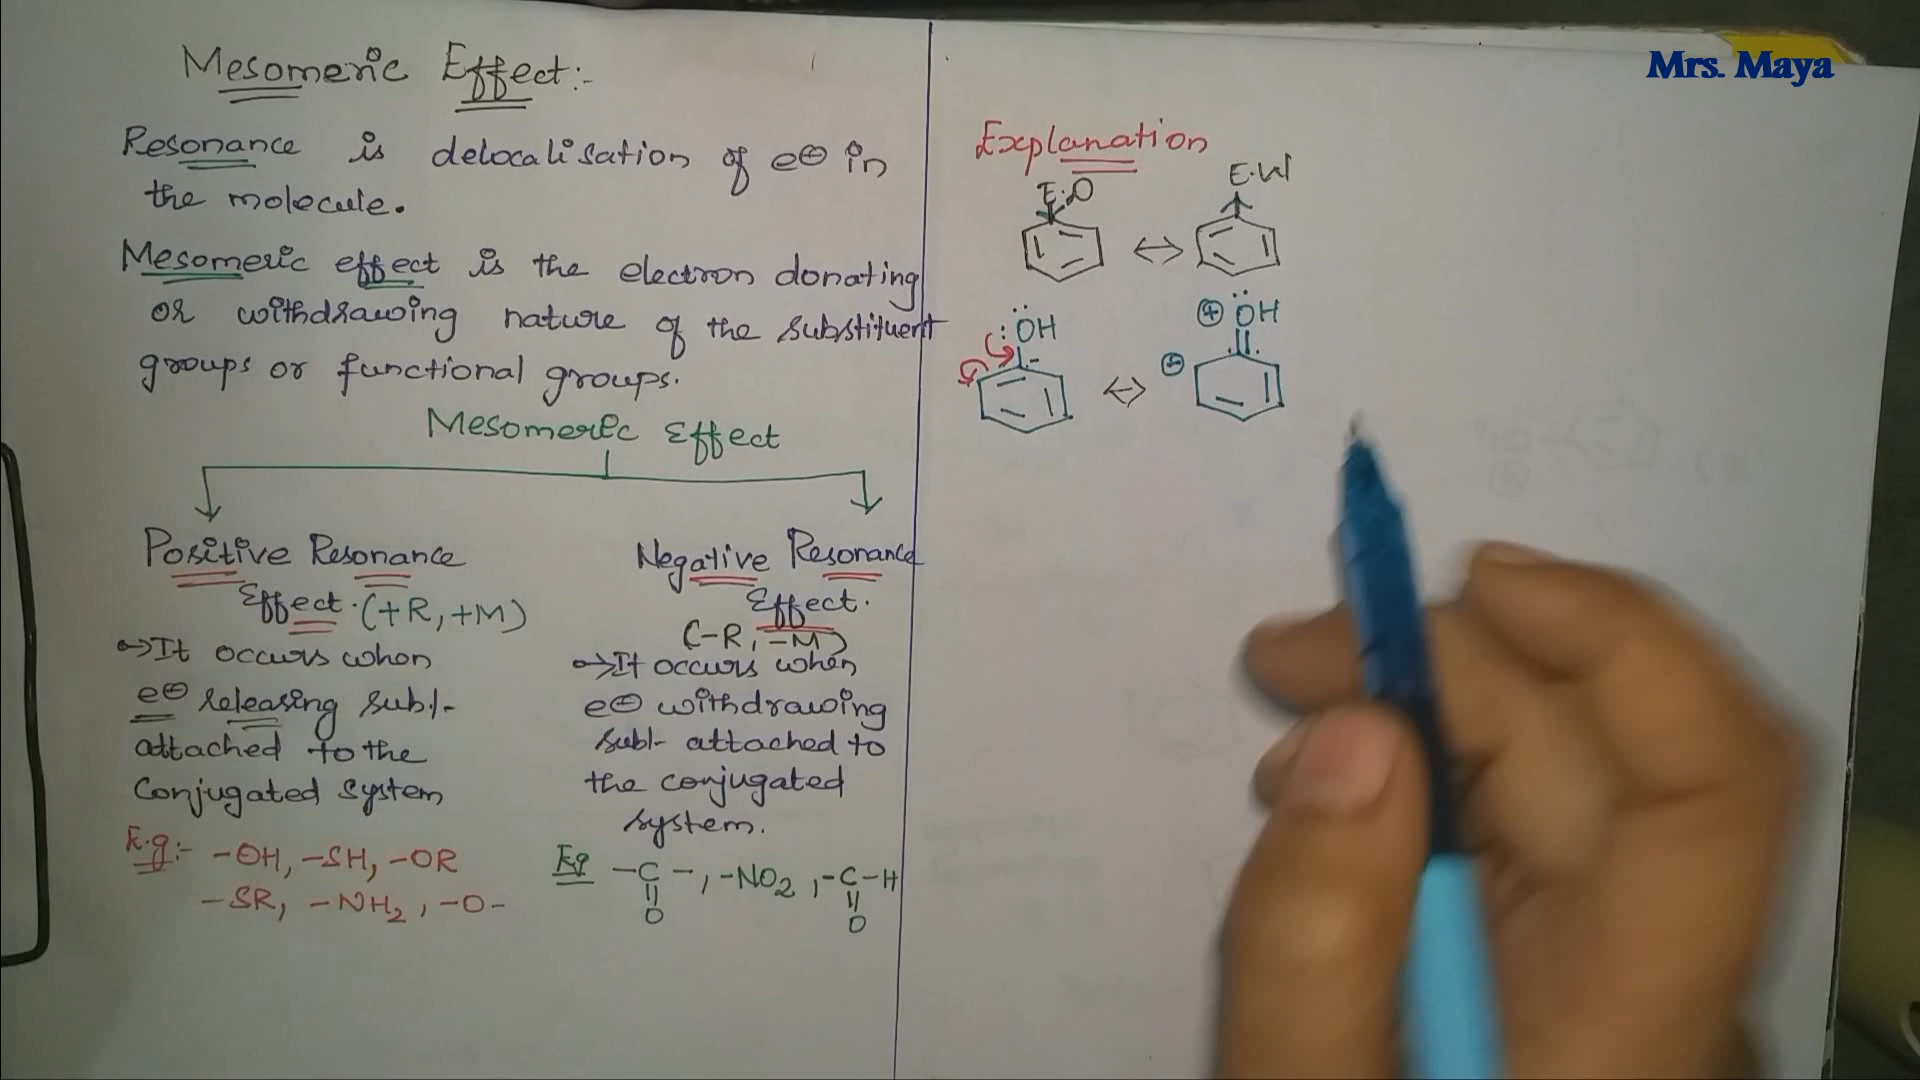 Mrs. Maya
Mesomeric Effect:-
Resonance is delocalisation of e⊖ in
the molecule.
Mesomeric effect is the electron donating
or withdrawing nature of the substituent
groups or functional groups.
Mesomeric Effect
Positive Resonance
Effect. (+R, +M)
→It occurs when
e⊖ releasing subt-
attached to the
Conjugated System
E.g:- -OH, -SH, -OR
-SR, -NH2, -O-
Negative Resonance
Effect.
(-R, -M)
→It occurs when
e⊖ withdrawing
subt- attached to
the conjugated
system.
Eg -C-, -NO2, -C-H
O O
Explanation
E.D E.W
:ÖH ⊕ ÖH
⊖